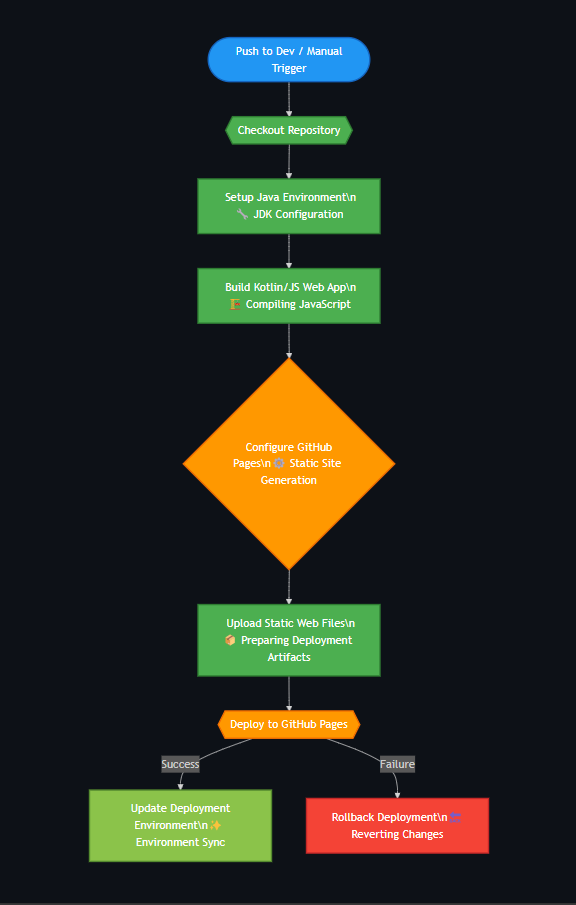 Push to Dev / Manual
Trigger
Checkout Repository
Setup Java Environment\n
🔧 JDK Configuration
Build Kotlin/JS Web App\n
🏗️ Compiling JavaScript
Configure GitHub
Pages\n ⚙️ Static Site
Generation
Upload Static Web Files\n
📦 Preparing Deployment
Artifacts
Deploy to GitHub Pages
Success
Failure
Update Deployment
Environment\n✨
Environment Sync
Rollback Deployment\n
Reverting Changes